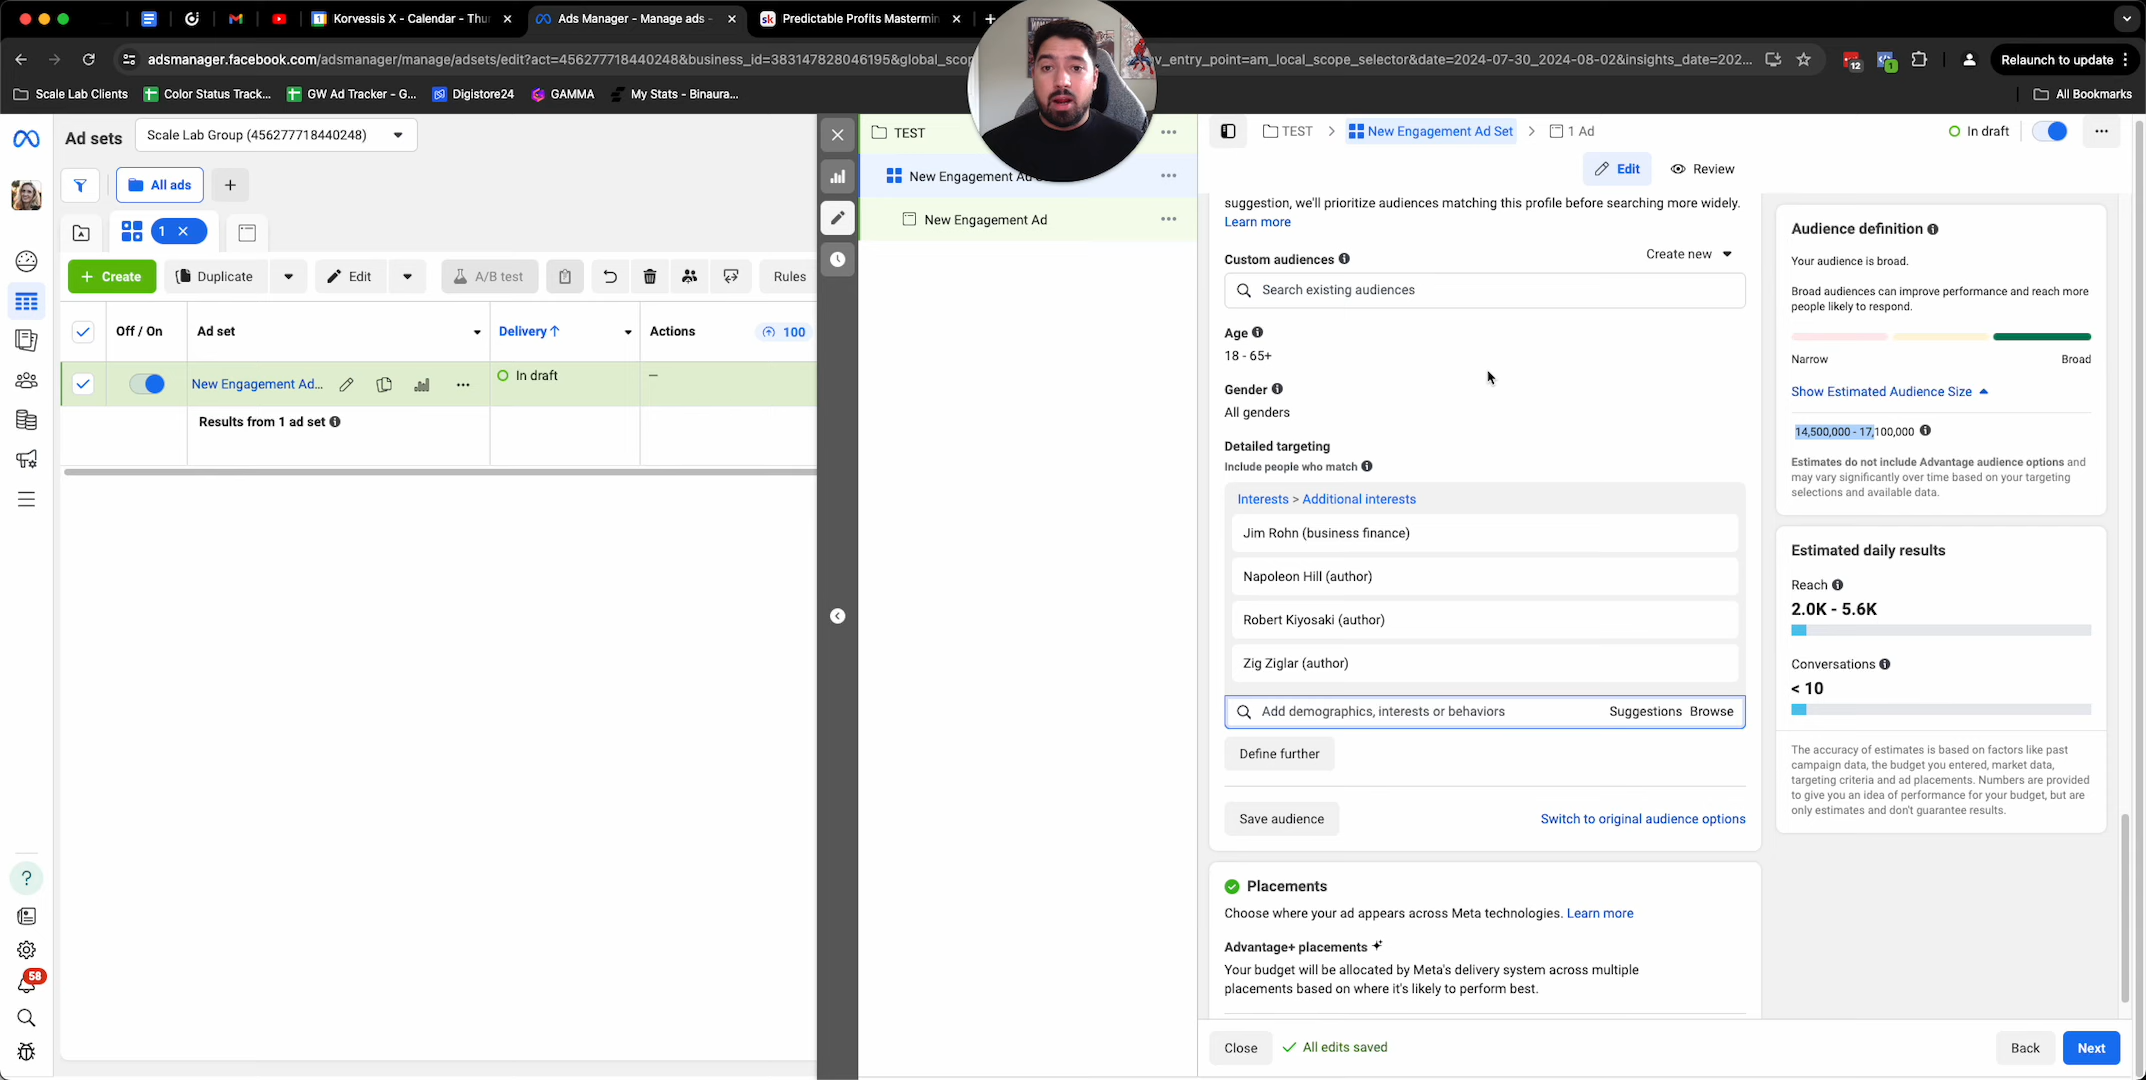 Korvessis X - Calendar - Thu
Ads Manager - Manage ads -
Predictable Profits Mastermin
adsmanager.facebook.com/adsmanager/manage/adsets/edit?act=456277718440248&business_id=383147828046195&global_scop
v_entry_point=am_local_scope_selector&date=2024-07-30_2024-08-02&insights_date=202...
12
1
Relaunch to update
Scale Lab Clients
Color Status Track...
GW Ad Tracker - G...
Digistore24
GAMMA
My Stats - Binaura...
All Bookmarks
Ad sets
Scale Lab Group (456277718440248)
All ads
1
Create
Duplicate
Edit
A/B test
Rules
Off / On
Ad set
Delivery
Actions
100
New Engagement Ad...
In draft
—
Results from 1 ad set
58
TEST
New Engagement Ad
New Engagement Ad
TEST
New Engagement Ad Set
1 Ad
In draft
Edit
Review
suggestion, we'll prioritize audiences matching this profile before searching more widely.
Learn more
Custom audiences
Create new
Search existing audiences
Age
18 - 65+
Gender
All genders
Detailed targeting
Include people who match
Interests > Additional interests
Jim Rohn (business finance)
Napoleon Hill (author)
Robert Kiyosaki (author)
Zig Ziglar (author)
Add demographics, interests or behaviors
Suggestions
Browse
Define further
Save audience
Switch to original audience options
Placements
Choose where your ad appears across Meta technologies. Learn more
Advantage+ placements
Your budget will be allocated by Meta's delivery system across multiple
placements based on where it's likely to perform best.
Close
All edits saved
Back
Next
Audience definition
Your audience is broad.
Broad audiences can improve performance and reach more
people likely to respond.
Narrow
Broad
Show Estimated Audience Size
14,500,000 - 17,100,000
Estimates do not include Advantage audience options and
may vary significantly over time based on your targeting
selections and available data.
Estimated daily results
Reach
2.0K - 5.6K
Conversations
< 10
The accuracy of estimates is based on factors like past
campaign data, the budget you entered, market data,
targeting criteria and ad placements. Numbers are provided
to give you an idea of performance for your budget, but are
only estimates and don't guarantee results.